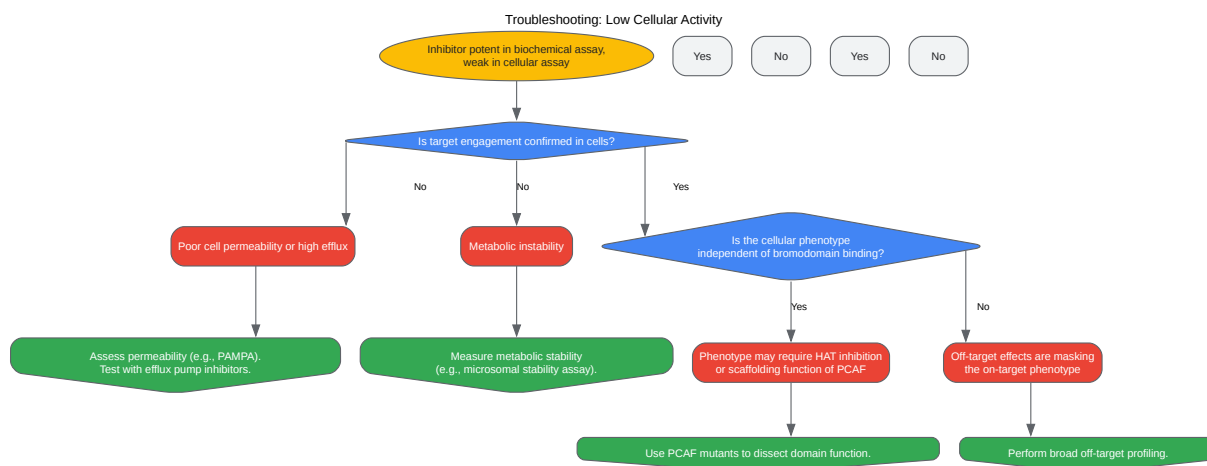 Troubleshooting: Low Cellular Activity
Inhibitor potent in biochemical assay,
weak in cellular assay
Yes
No
Yes
No
Is target engagement confirmed in cells?
No
No
Yes
Poor cell permeability or high efflux
Metabolic instability
Is the cellular phenotype
independent of bromodomain binding?
Yes
No
Assess permeability (e.g., PAMPA).
Test with efflux pump inhibitors.
Measure metabolic stability
(e.g., microsomal stability assay).
Phenotype may require HAT inhibition
or scaffolding function of PCAF
Off-target effects are masking
the on-target phenotype
Use PCAF mutants to dissect domain function.
Perform broad off-target profiling.